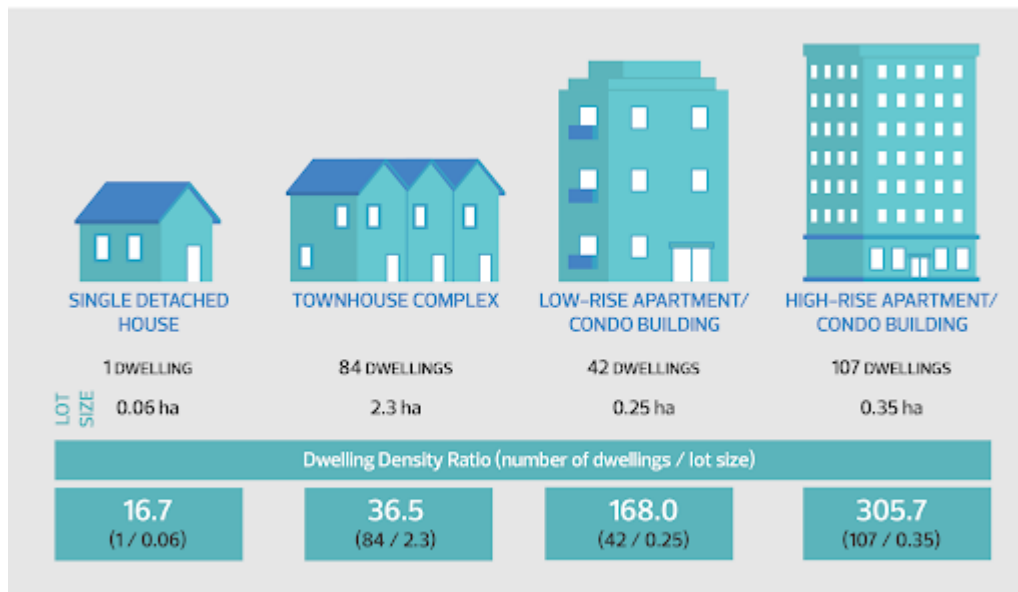 SINGLE DETACHED
HOUSE
TOWNHOUSE COMPLEX
LOW-RISE APARTMENT/
CONDO BUILDING
HIGH-RISE APARTMENT/
CONDO BUILDING
1 DWELLING
84 DWELLINGS
42 DWELLINGS
107 DWELLINGS
LOT
SIZE
0.06 ha
2.3 ha
0.25 ha
0.35 ha
Dwelling Density Ratio (number of dwellings / lot size)
16.7
(1 / 0.06)
36.5
(84 / 2.3)
168.0
(42 / 0.25)
305.7
(107 / 0.35)